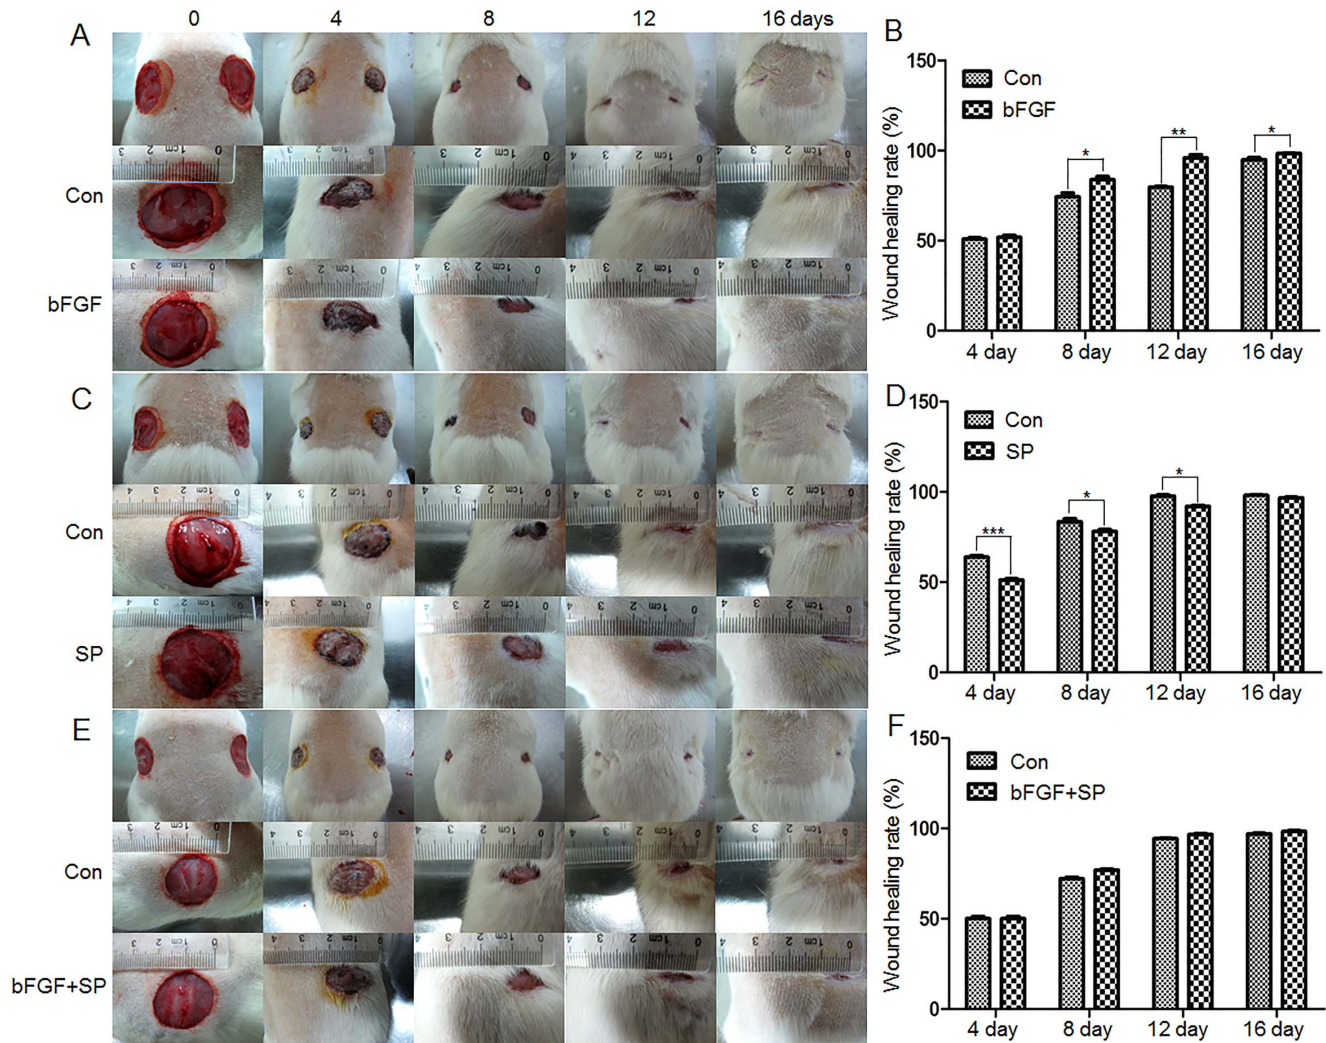 0 4 8 12 16 days
A
Con
bFGF
C
Con
SP
E
Con
bFGF+SP
B
Con
bFGF
Wound healing rate (%)
150
100
50
0
*
**
*
4 day 8 day 12 day 16 day
D
Con
SP
Wound healing rate (%)
150
100
50
0
***
*
*
4 day 8 day 12 day 16 day
F
Con
bFGF+SP
Wound healing rate (%)
150
100
50
0
4 day 8 day 12 day 16 day